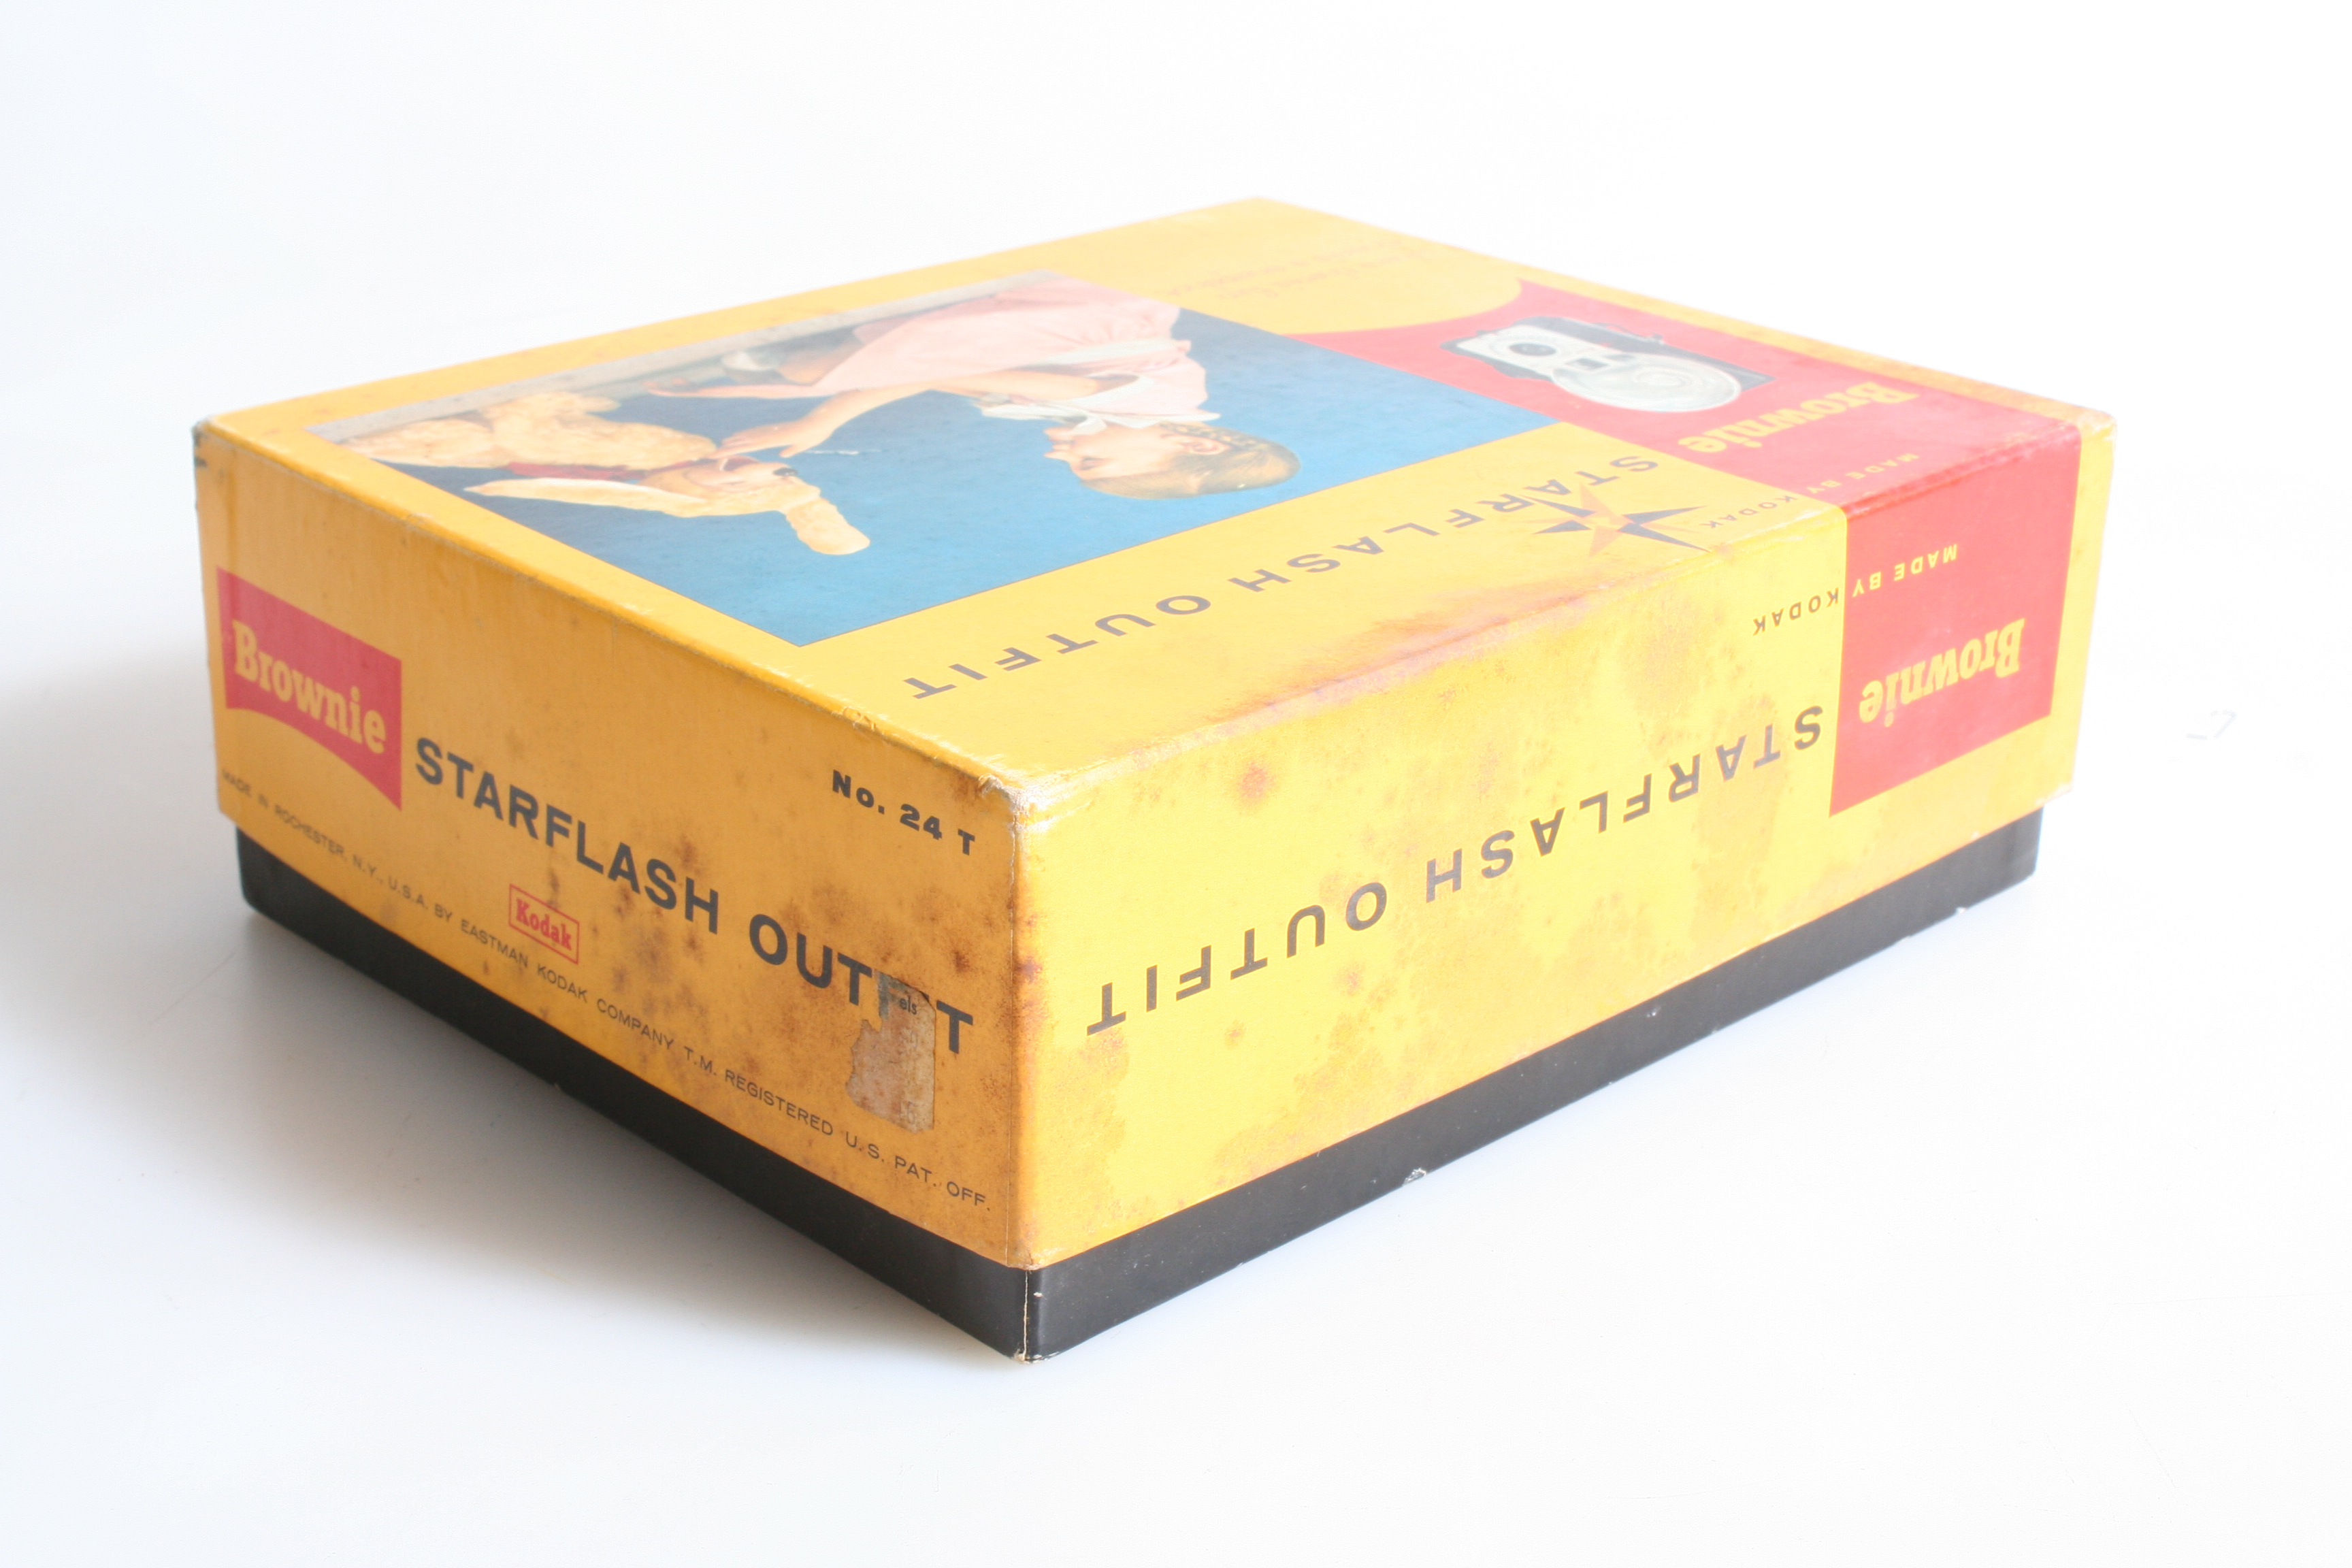 Brownie
STARFLASH OUTFIT
No. 24 T
Kodak
MADE IN ROCHESTER, N.Y., U.S.A. BY EASTMAN KODAK COMPANY T.M. REGISTERED U.S. PAT. OFF.
els
Brownie
MADE BY KODAK
STARFLASH OUTFIT
Brownie
MADE BY KODAK
STARFLASH OUTFIT